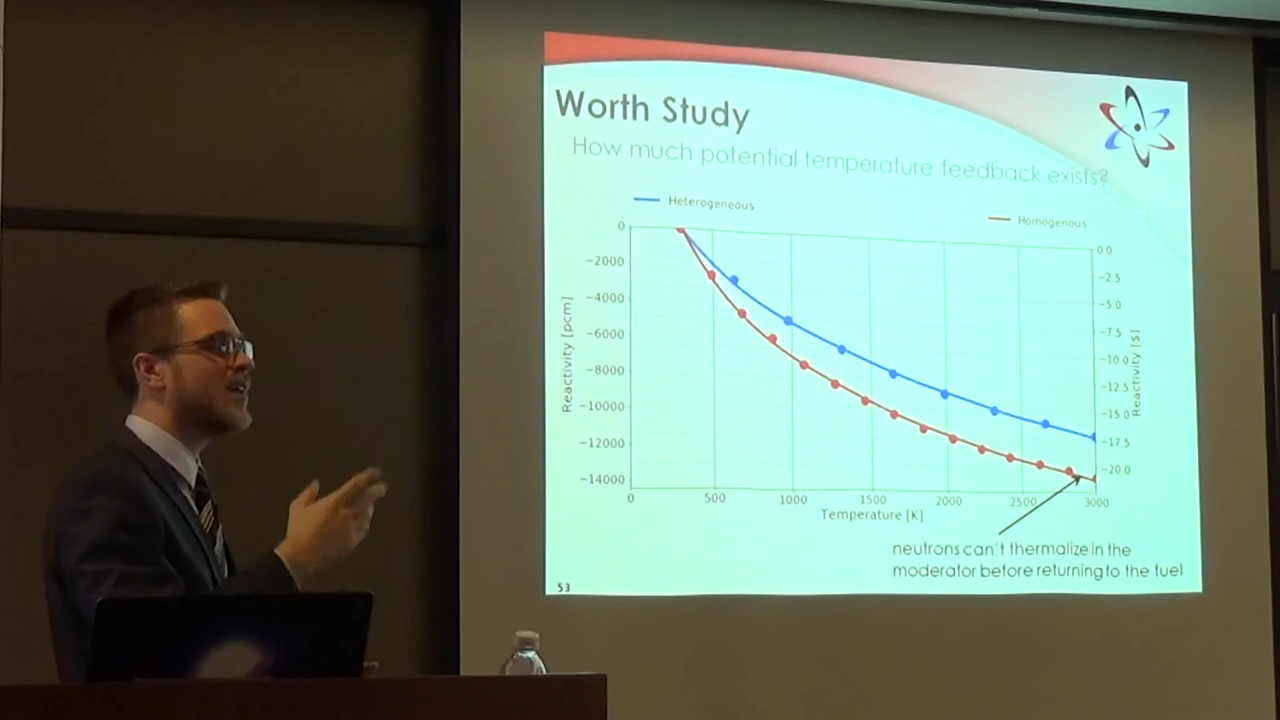 Worth Study
How much potential temperature feedback exists?
Heterogeneous
Homogenous
0
−2000
−4000
−6000
−8000
−10000
−12000
−14000
Reactivity [pcm]
0.0
−2.5
−5.0
−7.5
−10.0
−12.5
−15.0
−17.5
−20.0
Reactivity [$]
0 500 1000 1500 2000 2500 3000
Temperature [K]
neutrons can't thermalize in the
moderator before returning to the fuel
53